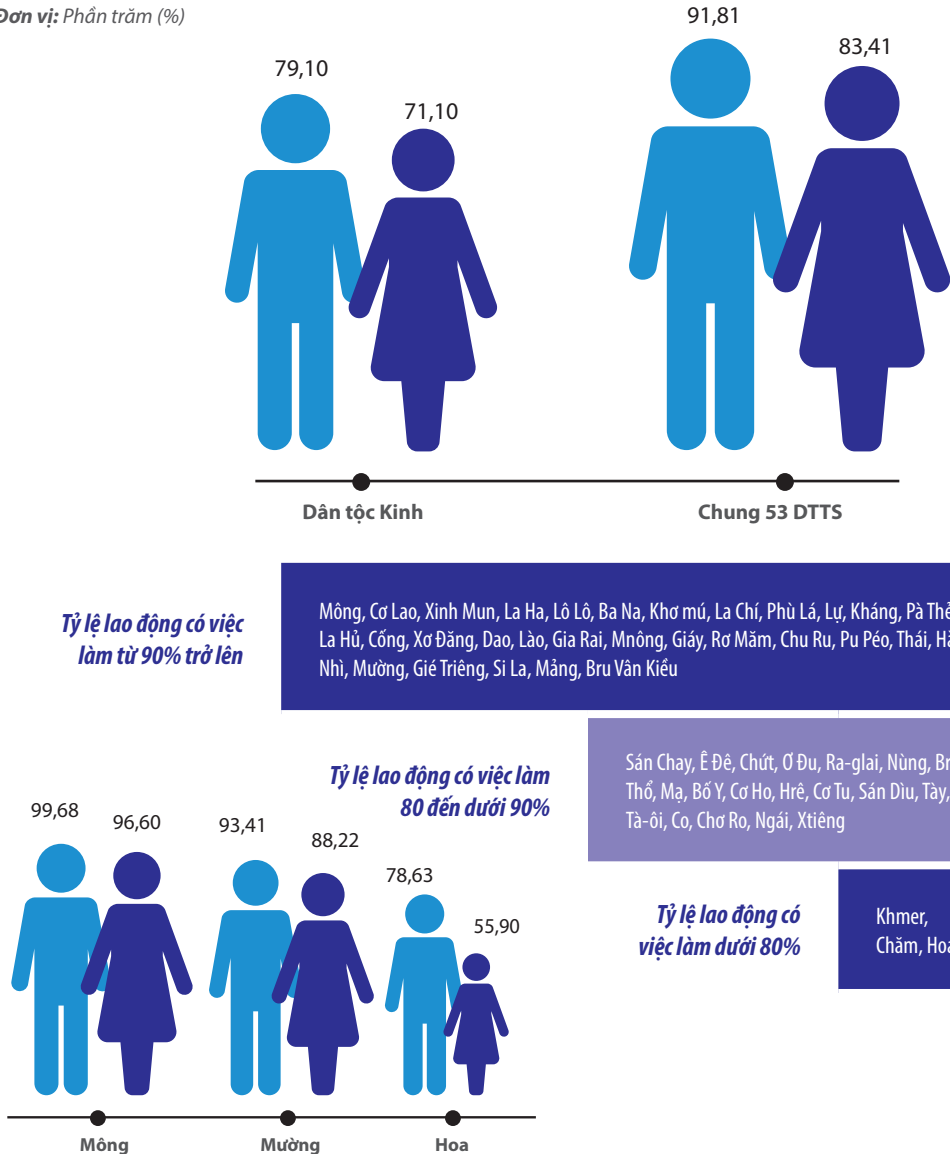 Đơn vị: Phần trăm (%)
91,81
83,41
79,10
71,10
Dân tộc Kinh
Chung 53 DTTS
Tỷ lệ lao động có việc
làm từ 90% trở lên
Mông, Cơ Lao, Xinh Mun, La Ha, Lô Lô, Ba Na, Khơ mú, La Chí, Phù Lá, Lự, Kháng, Pà
La Hủ, Cống, Xơ Đăng, Dao, Lào, Gia Rai, Mnông, Giáy, Rơ Măm, Chu Ru, Pu Péo, Thái,
Nhì, Mường, Gié Triêng, Si La, Mảng, Bru Vân Kiều
Tỷ lệ lao động có việc làm
80 đến dưới 90%
Sán Chay, Ê Đê, Chứt, Ơ Đu, Ra-glai, Nùng,
Thổ, Mạ, Bố Y, Cơ Ho, Hrê, Cơ Tu, Sán Dìu, Tày,
Tà-ôi, Co, Chơ Ro, Ngái, Xtiêng
Tỷ lệ lao động có
việc làm dưới 80%
Khmer,
Chăm, Hoa
99,68
96,60
93,41
88,22
78,63
55,90
Mông
Mường
Hoa